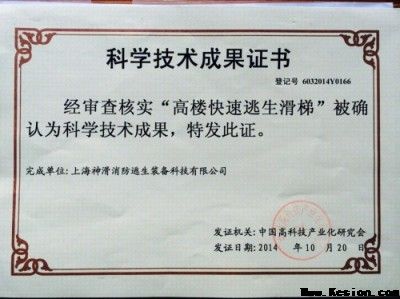 科学技术成果证书
登记号 6032014Y0166
经审查核实“高楼快速逃生滑梯”被确
认为科学技术成果，特发此证。
完成单位：上海神滑消防逃生装备科技有限公司
发证机关：中国高科技产业化研究会
发证日期：2014 年 10 月 20 日
Www.Kesion.com